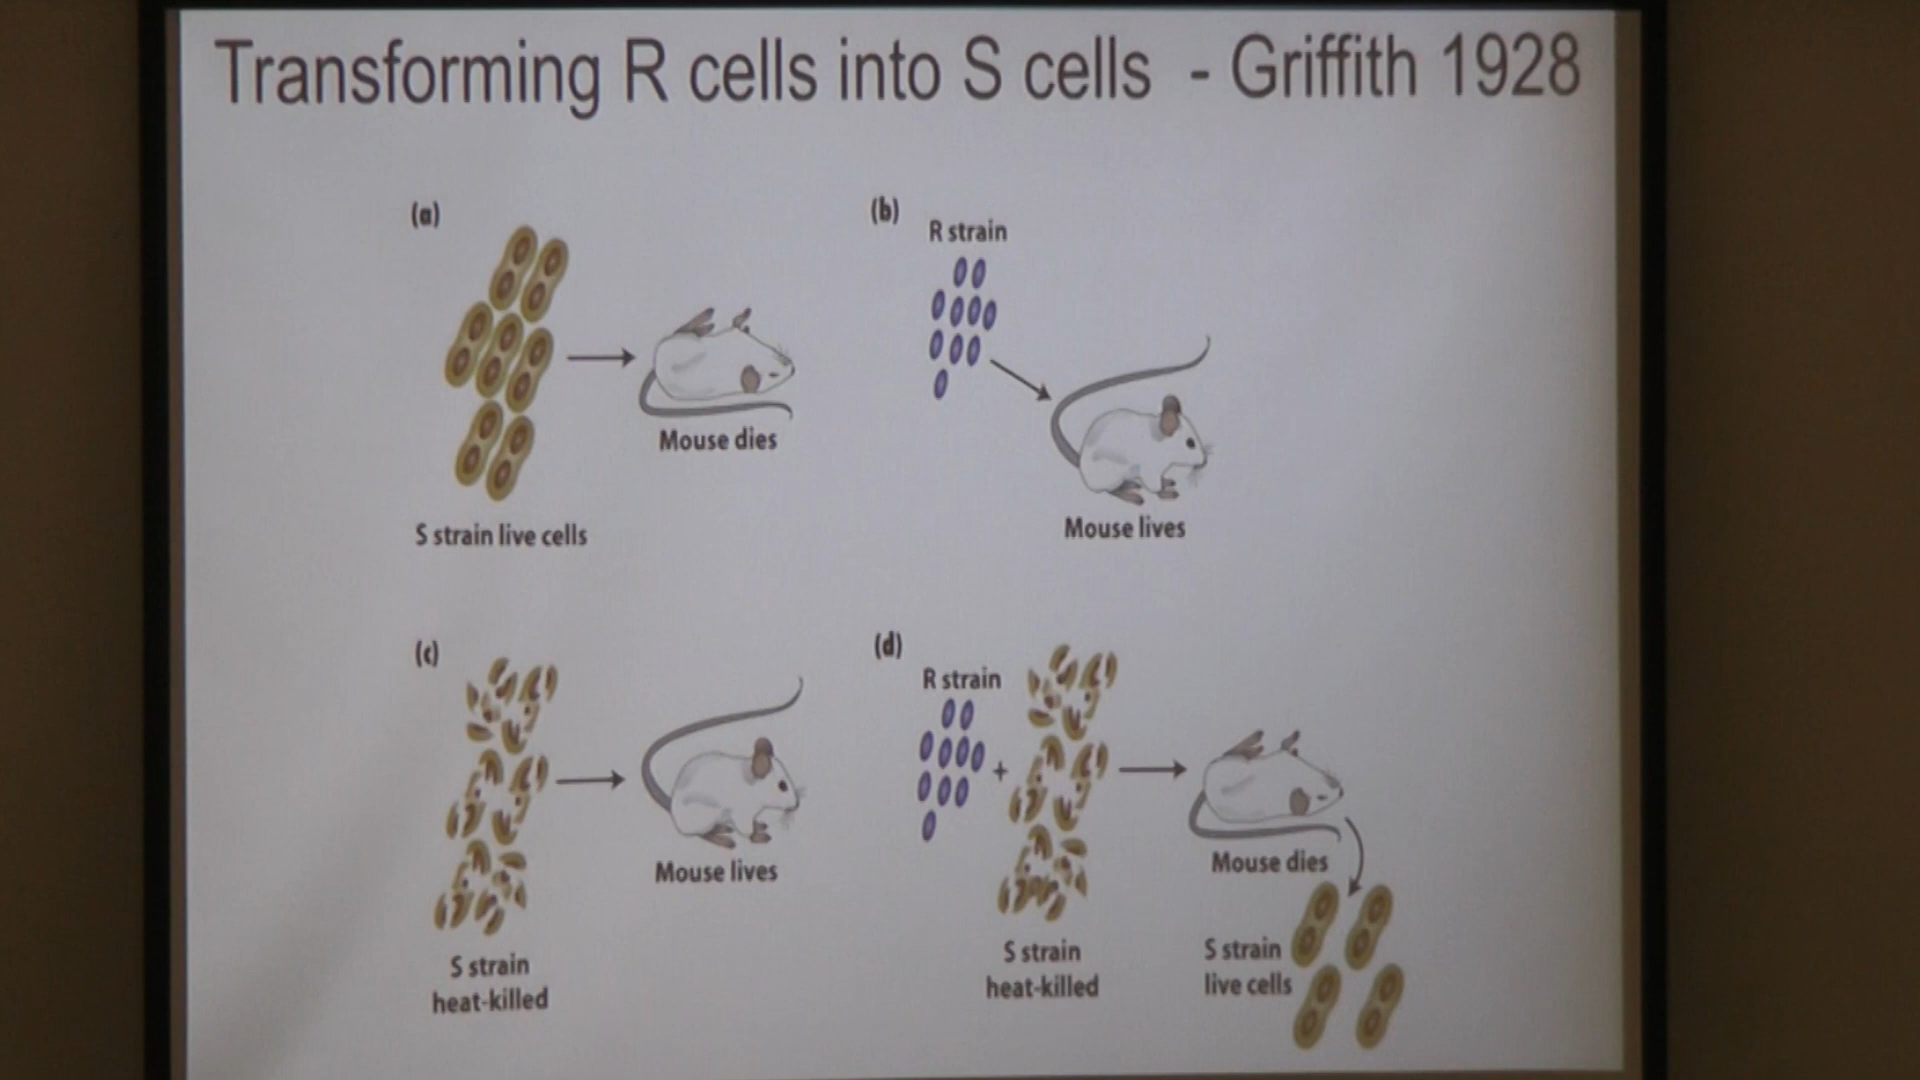 Transforming R cells into S cells - Griffith 1928
(a)
Mouse dies
S strain live cells
(b)
R strain
Mouse lives
(c)
Mouse lives
S strain
heat-killed
(d)
R strain
+
S strain
heat-killed
Mouse dies
S strain
live cells